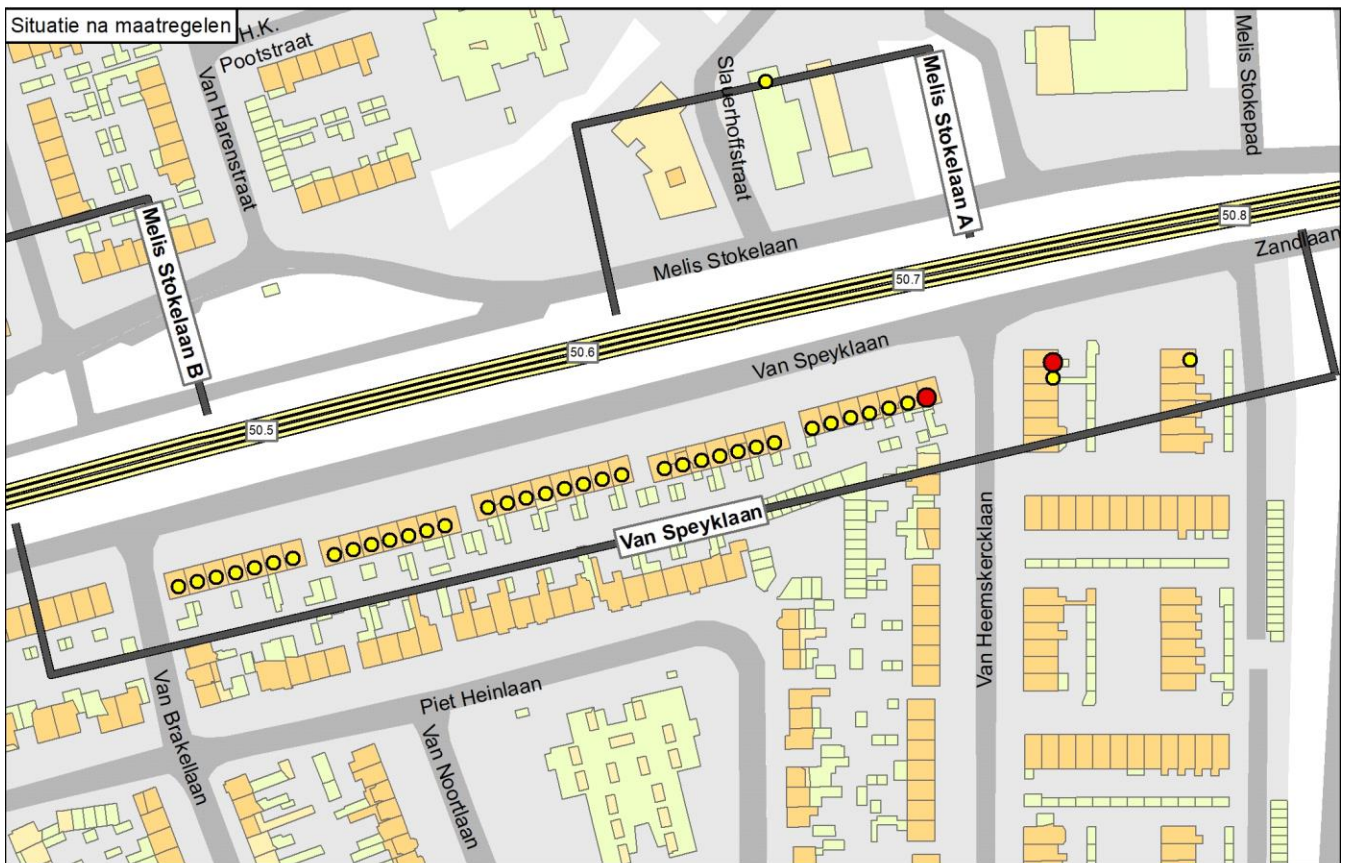 Situatie na maatregelen
H.K.
Pootstraat
Van Harenstraat
Slauerhoffstraat
Melis Stokelaan A
Melis Stokepad
Melis Stokelaan B
Melis Stokelaan
50.8
Zandlaan
50.7
50.6
50.5
Van Speyklaan
Van Speyklaan
Van Heemskercklaan
Piet Heinlaan
Van Brakellaan
Van Noortlaan